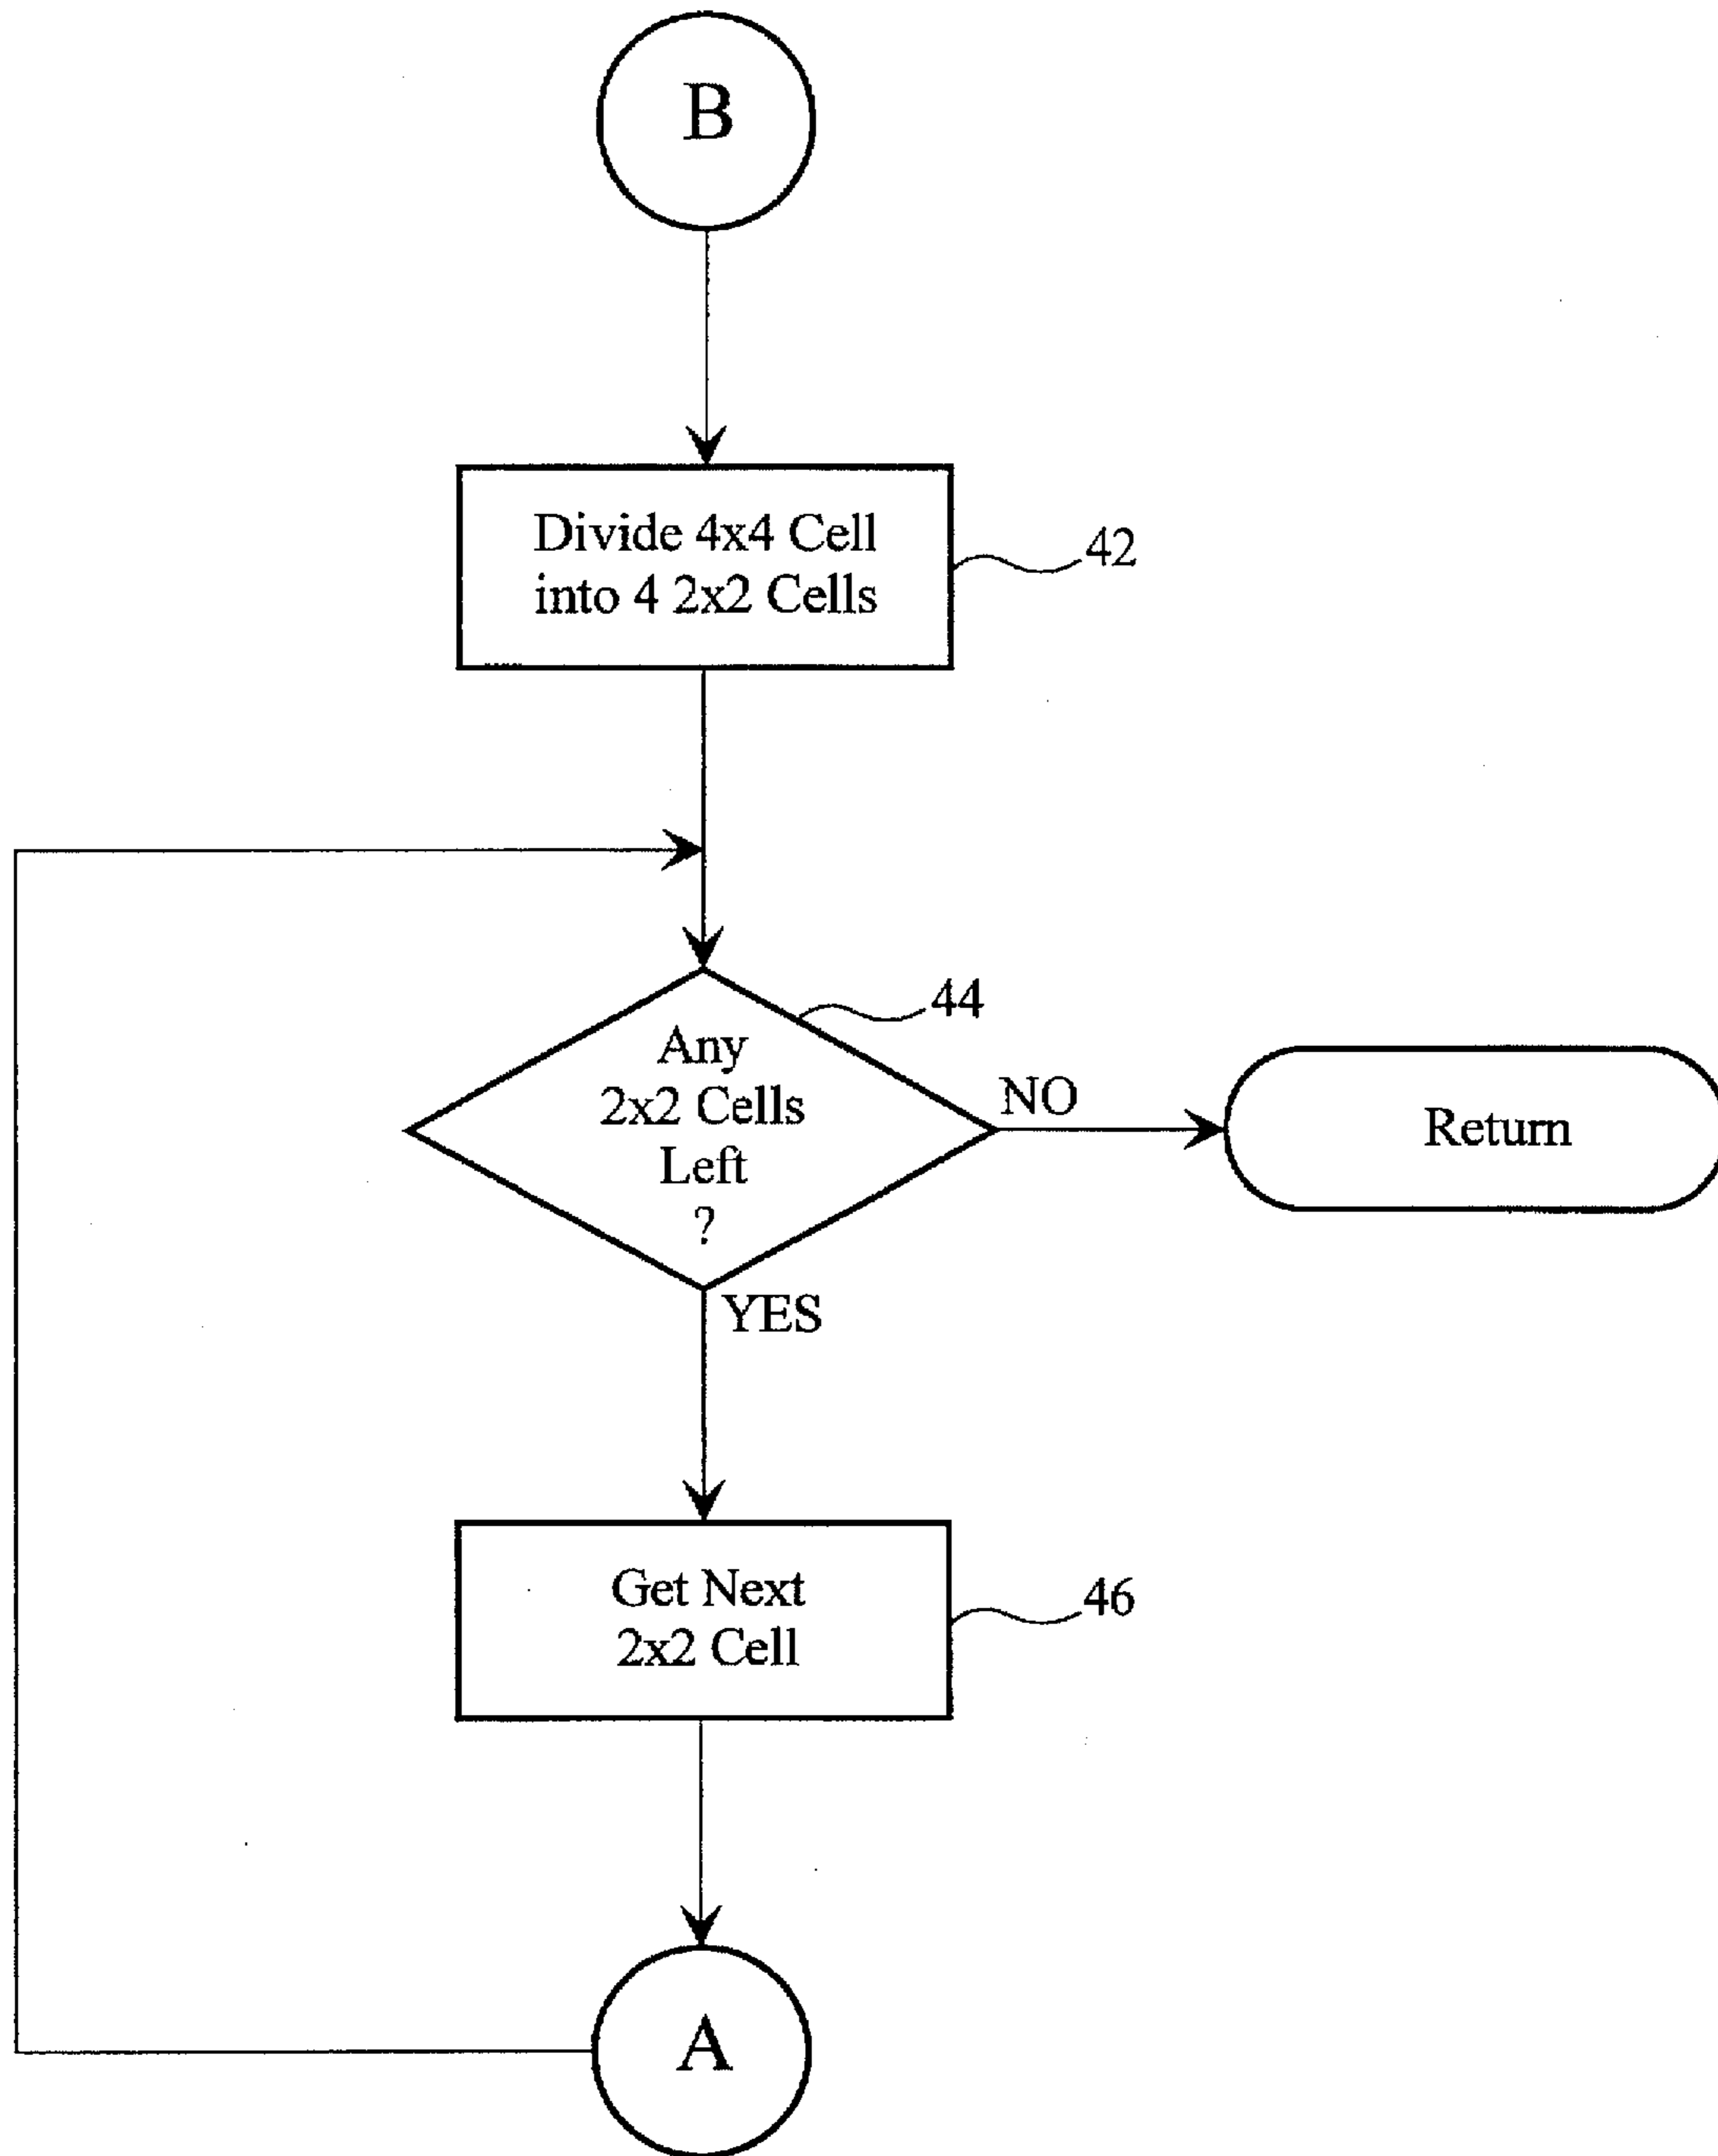 B
Divide 4x4 Cell
into 4 2x2 Cells
42
44
Any
2x2 Cells
Left
?
NO
Return
YES
Get Next
2x2 Cell
46
A